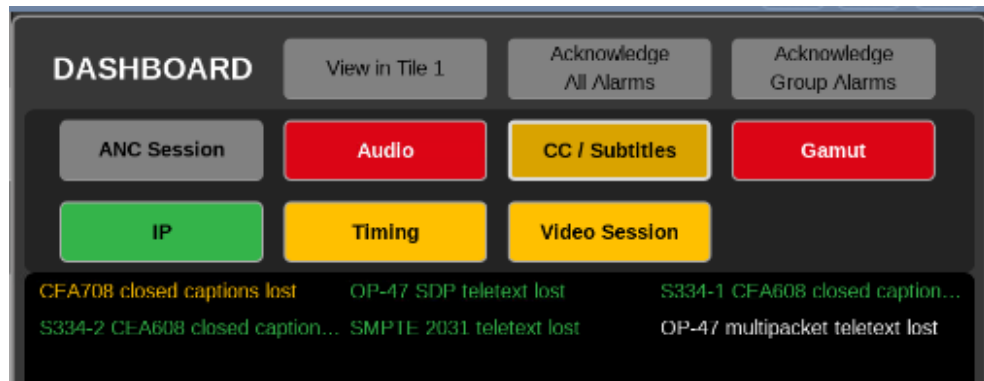 DASHBOARD
View in Tile 1
Acknowledge
All Alarms
Acknowledge
Group Alarms
ANC Session
Audio
CC / Subtitles
Gamut
IP
Timing
Video Session
CEA708 closed captions lost
OP-47 SDP teletext lost
S334-1 CEA608 closed caption...
S334-2 CEA608 closed caption...
SMPTE 2031 teletext lost
OP-47 multipacket teletext lost